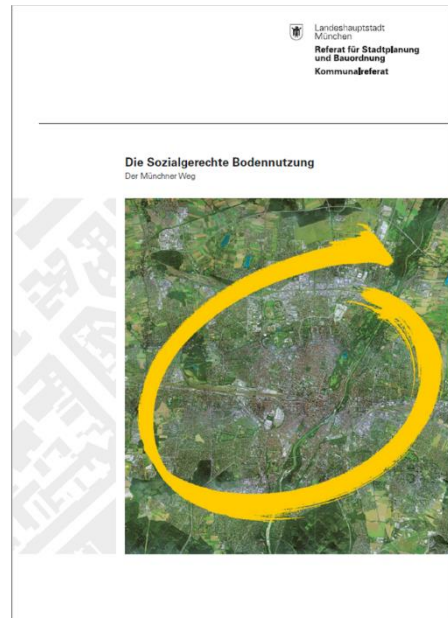 Landeshauptstadt
München
Referat für Stadtplanung
und Bauordnung
Kommunalreferat
Die Sozialgerechte Bodennutzung
Der Münchner Weg